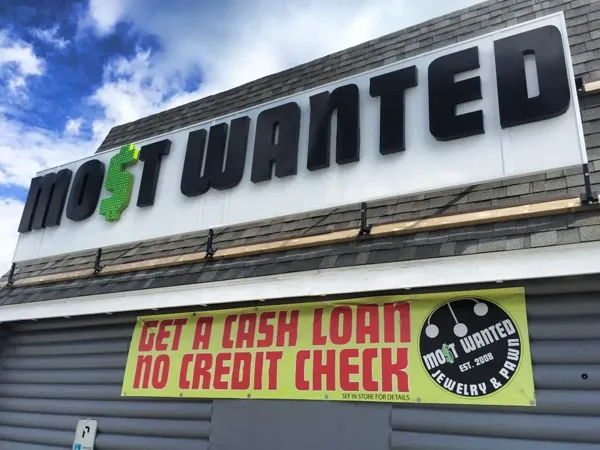 MO$T WANTED
GET A CASH LOAN
NO CREDIT CHECK
SEE IN STORE FOR DETAILS
MO$T WANTED
EST. 2008
JEWELRY & PAWN
P